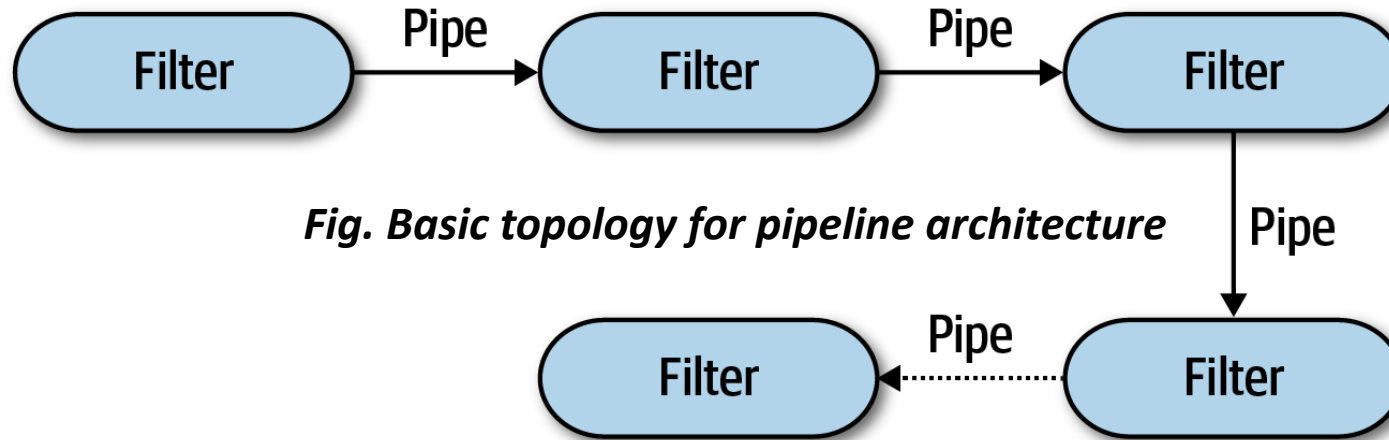 Pipe Pipe
Filter Filter Filter
Fig. Basic topology for pipeline architecture
Pipe
Pipe
Filter Filter